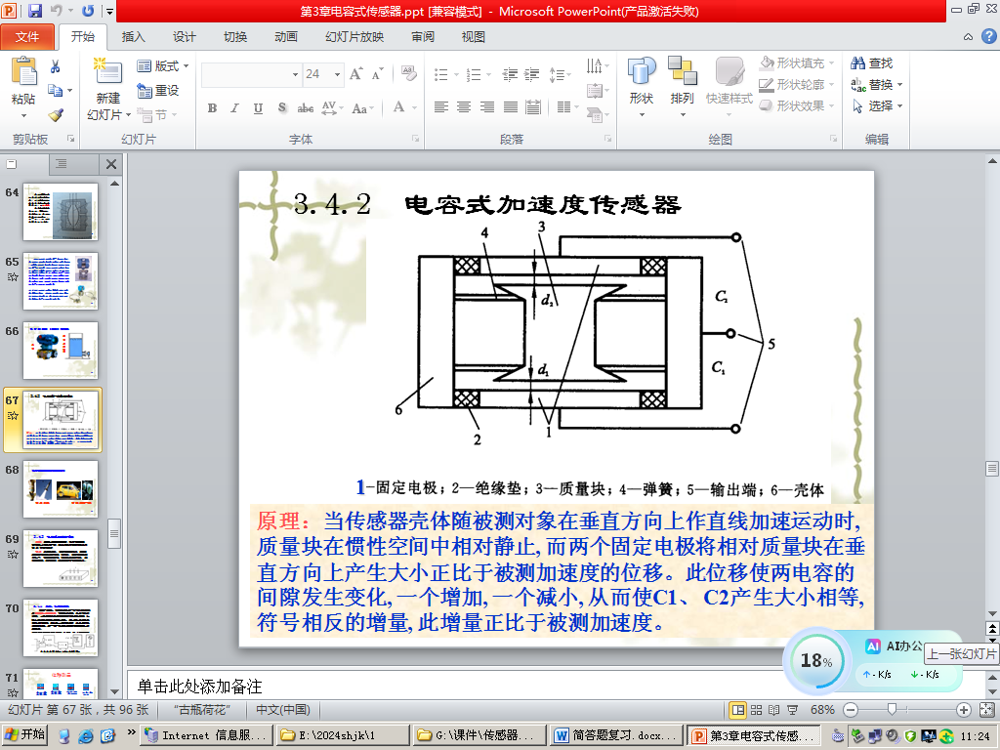 第3章电容式传感器.ppt [兼容模式] - Microsoft PowerPoint(产品激活失败)
文件 开始 插入 设计 切换 动画 幻灯片放映 审阅 视图
粘贴
剪贴板
新建
幻灯片
版式
重设
节
幻灯片
24
B I U S abc AV Aa A
字体
段落
形状
排列
快速样式
形状填充
形状轮廓
形状效果
绘图
查找
替换
选择
编辑
64
65
66
67
68
69
70
71
3.4.2 电容式加速度传感器
4
3
d₂
C₂
5
d₁
C₁
6
2
1
1-固定电极；2—绝缘垫；3—质量块；4—弹簧；5—输出端；6—壳体
原理：当传感器壳体随被测对象在垂直方向上作直线加速运动时,
质量块在惯性空间中相对静止, 而两个固定电极将相对质量块在垂
直方向上产生大小正比于被测加速度的位移。此位移使两电容的
间隙发生变化, 一个增加, 一个减小, 从而使C1、 C2产生大小相等,
符号相反的增量, 此增量正比于被测加速度。
18%
AI AI办公
- K/s - K/s
上一张幻灯片
单击此处添加备注
幻灯片 第 67 张，共 96 张 “古瓶荷花” 中文(中国) 68%
开始 Internet 信息服... E:\2024shjk\1 G:\课件\传感器... 简答题复习.docx... 第3章电容式传感... 11:24